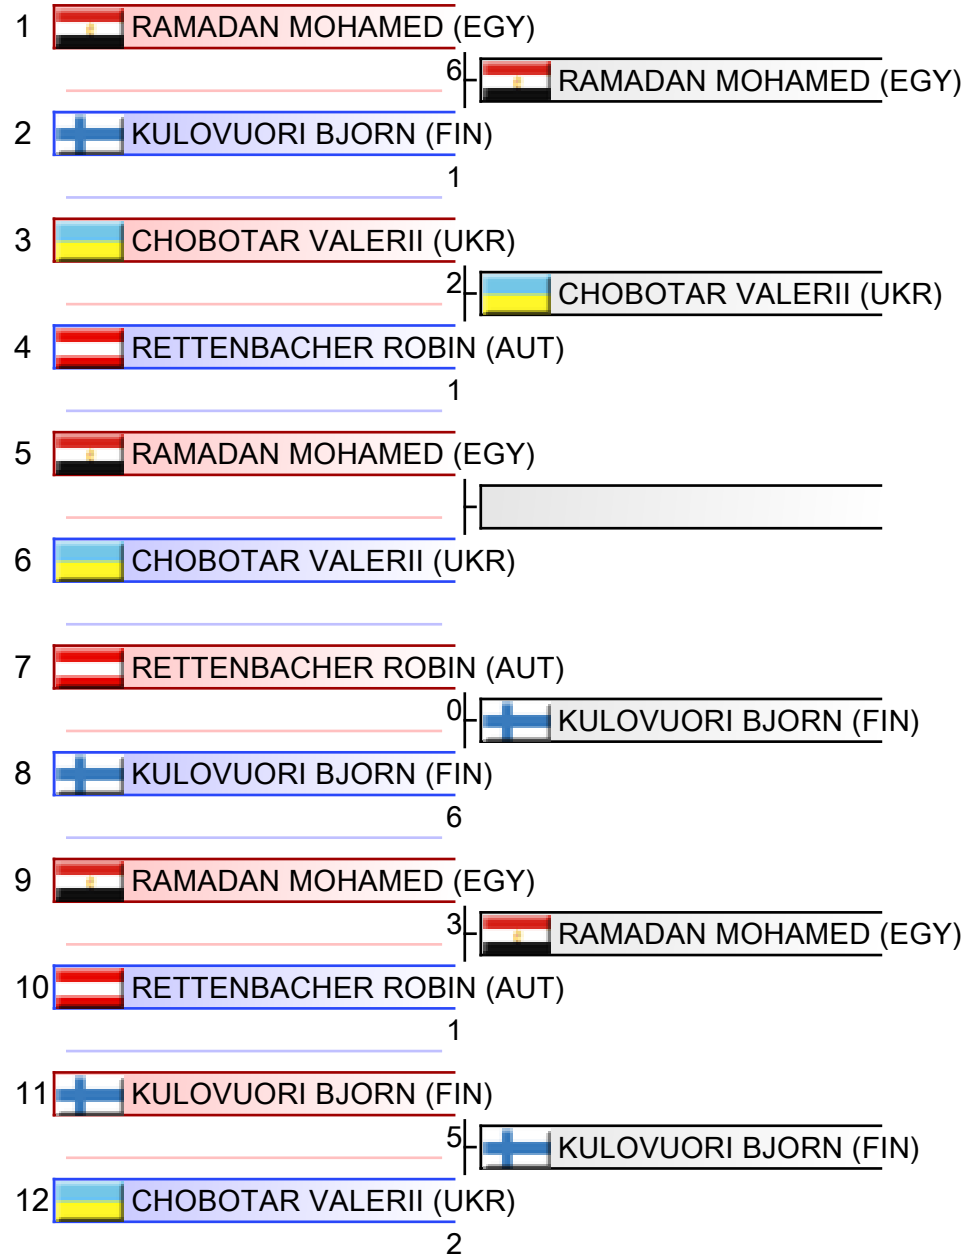 1 RAMADAN MOHAMED (EGY)
6 RAMADAN MOHAMED (EGY)
2 KULOVUORI BJORN (FIN)
1
3 CHOBOTAR VALERII (UKR)
2 CHOBOTAR VALERII (UKR)
4 RETTENBACHER ROBIN (AUT)
1
5 RAMADAN MOHAMED (EGY)
6 CHOBOTAR VALERII (UKR)
7 RETTENBACHER ROBIN (AUT)
0 KULOVUORI BJORN (FIN)
8 KULOVUORI BJORN (FIN)
6
9 RAMADAN MOHAMED (EGY)
3 RAMADAN MOHAMED (EGY)
10 RETTENBACHER ROBIN (AUT)
1
11 KULOVUORI BJORN (FIN)
5 KULOVUORI BJORN (FIN)
12 CHOBOTAR VALERII (UKR)
2